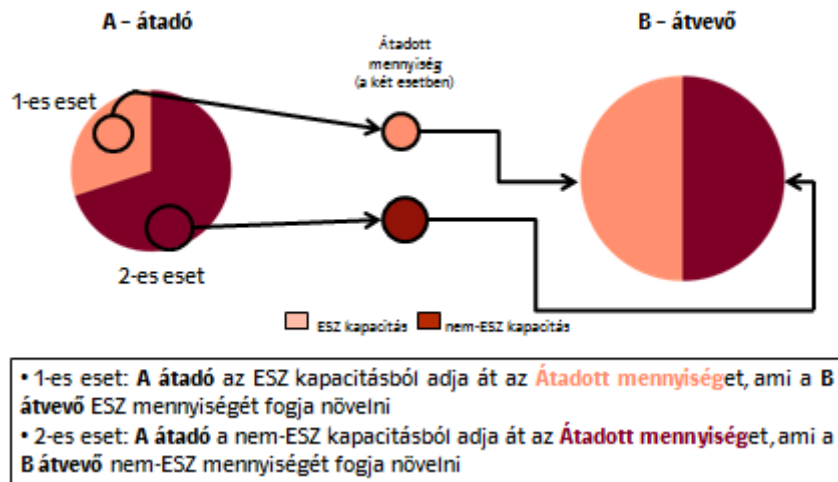 A – átadó
B – átvevő
Átadott
mennyiség
(a két esetben)
1-es eset
2-es eset
ESZ kapacitás
nem-ESZ kapacitás
• 1-es eset: A átadó az ESZ kapacitásból adja át az Átadott mennyiséget, ami a B
átvevő ESZ mennyiségét fogja növelni
• 2-es eset: A átadó a nem-ESZ kapacitásból adja át az Átadott mennyiséget, ami a
B átvevő nem-ESZ mennyiségét fogja növelni